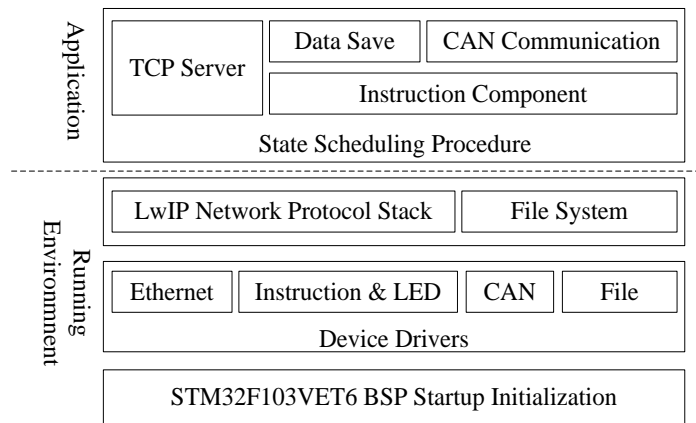 Application
TCP Server
Data Save
CAN Communication
Instruction Component
State Scheduling Procedure
Running
Environmnent
LwIP Network Protocol Stack
File System
Ethernet
Instruction & LED
CAN
File
Device Drivers
STM32F103VET6 BSP Startup Initialization